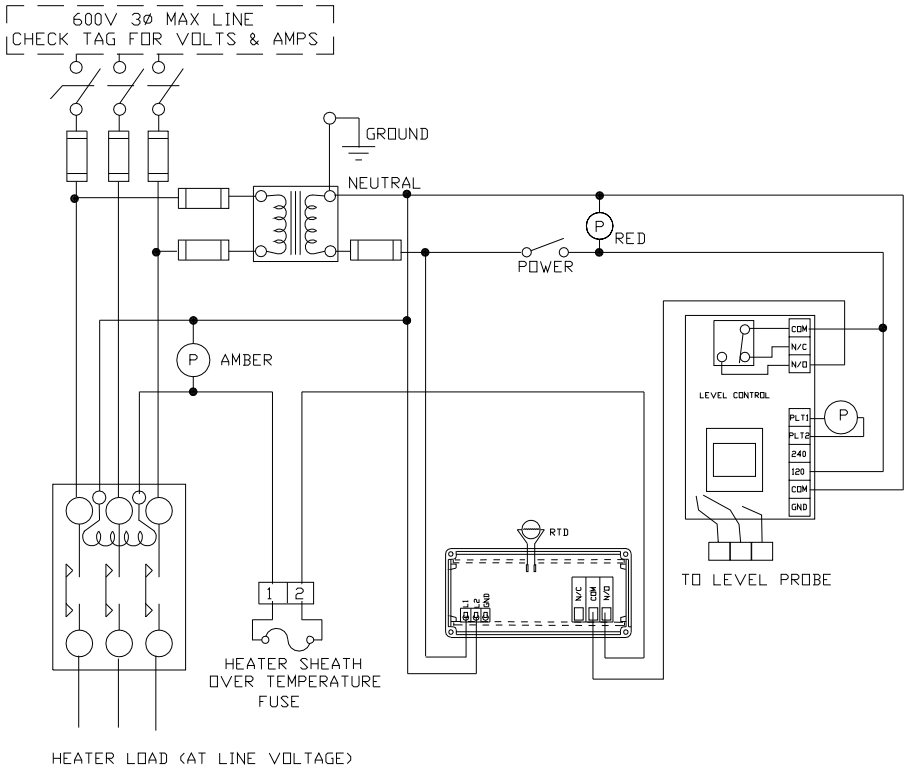 600V 3Ø MAX LINE
CHECK TAG FOR VOLTS & AMPS
GROUND
NEUTRAL
P
RED
POWER
P
AMBER
COM
N/C
N/O
LEVEL CONTROL
PLT1
P
PLT2
240
120
COM
GND
RTD
TO LEVEL PROBE
L1
L2
GND
N/C
COM
N/O
1 2
HEATER SHEATH
OVER TEMPERATURE
FUSE
HEATER LOAD (AT LINE VOLTAGE)